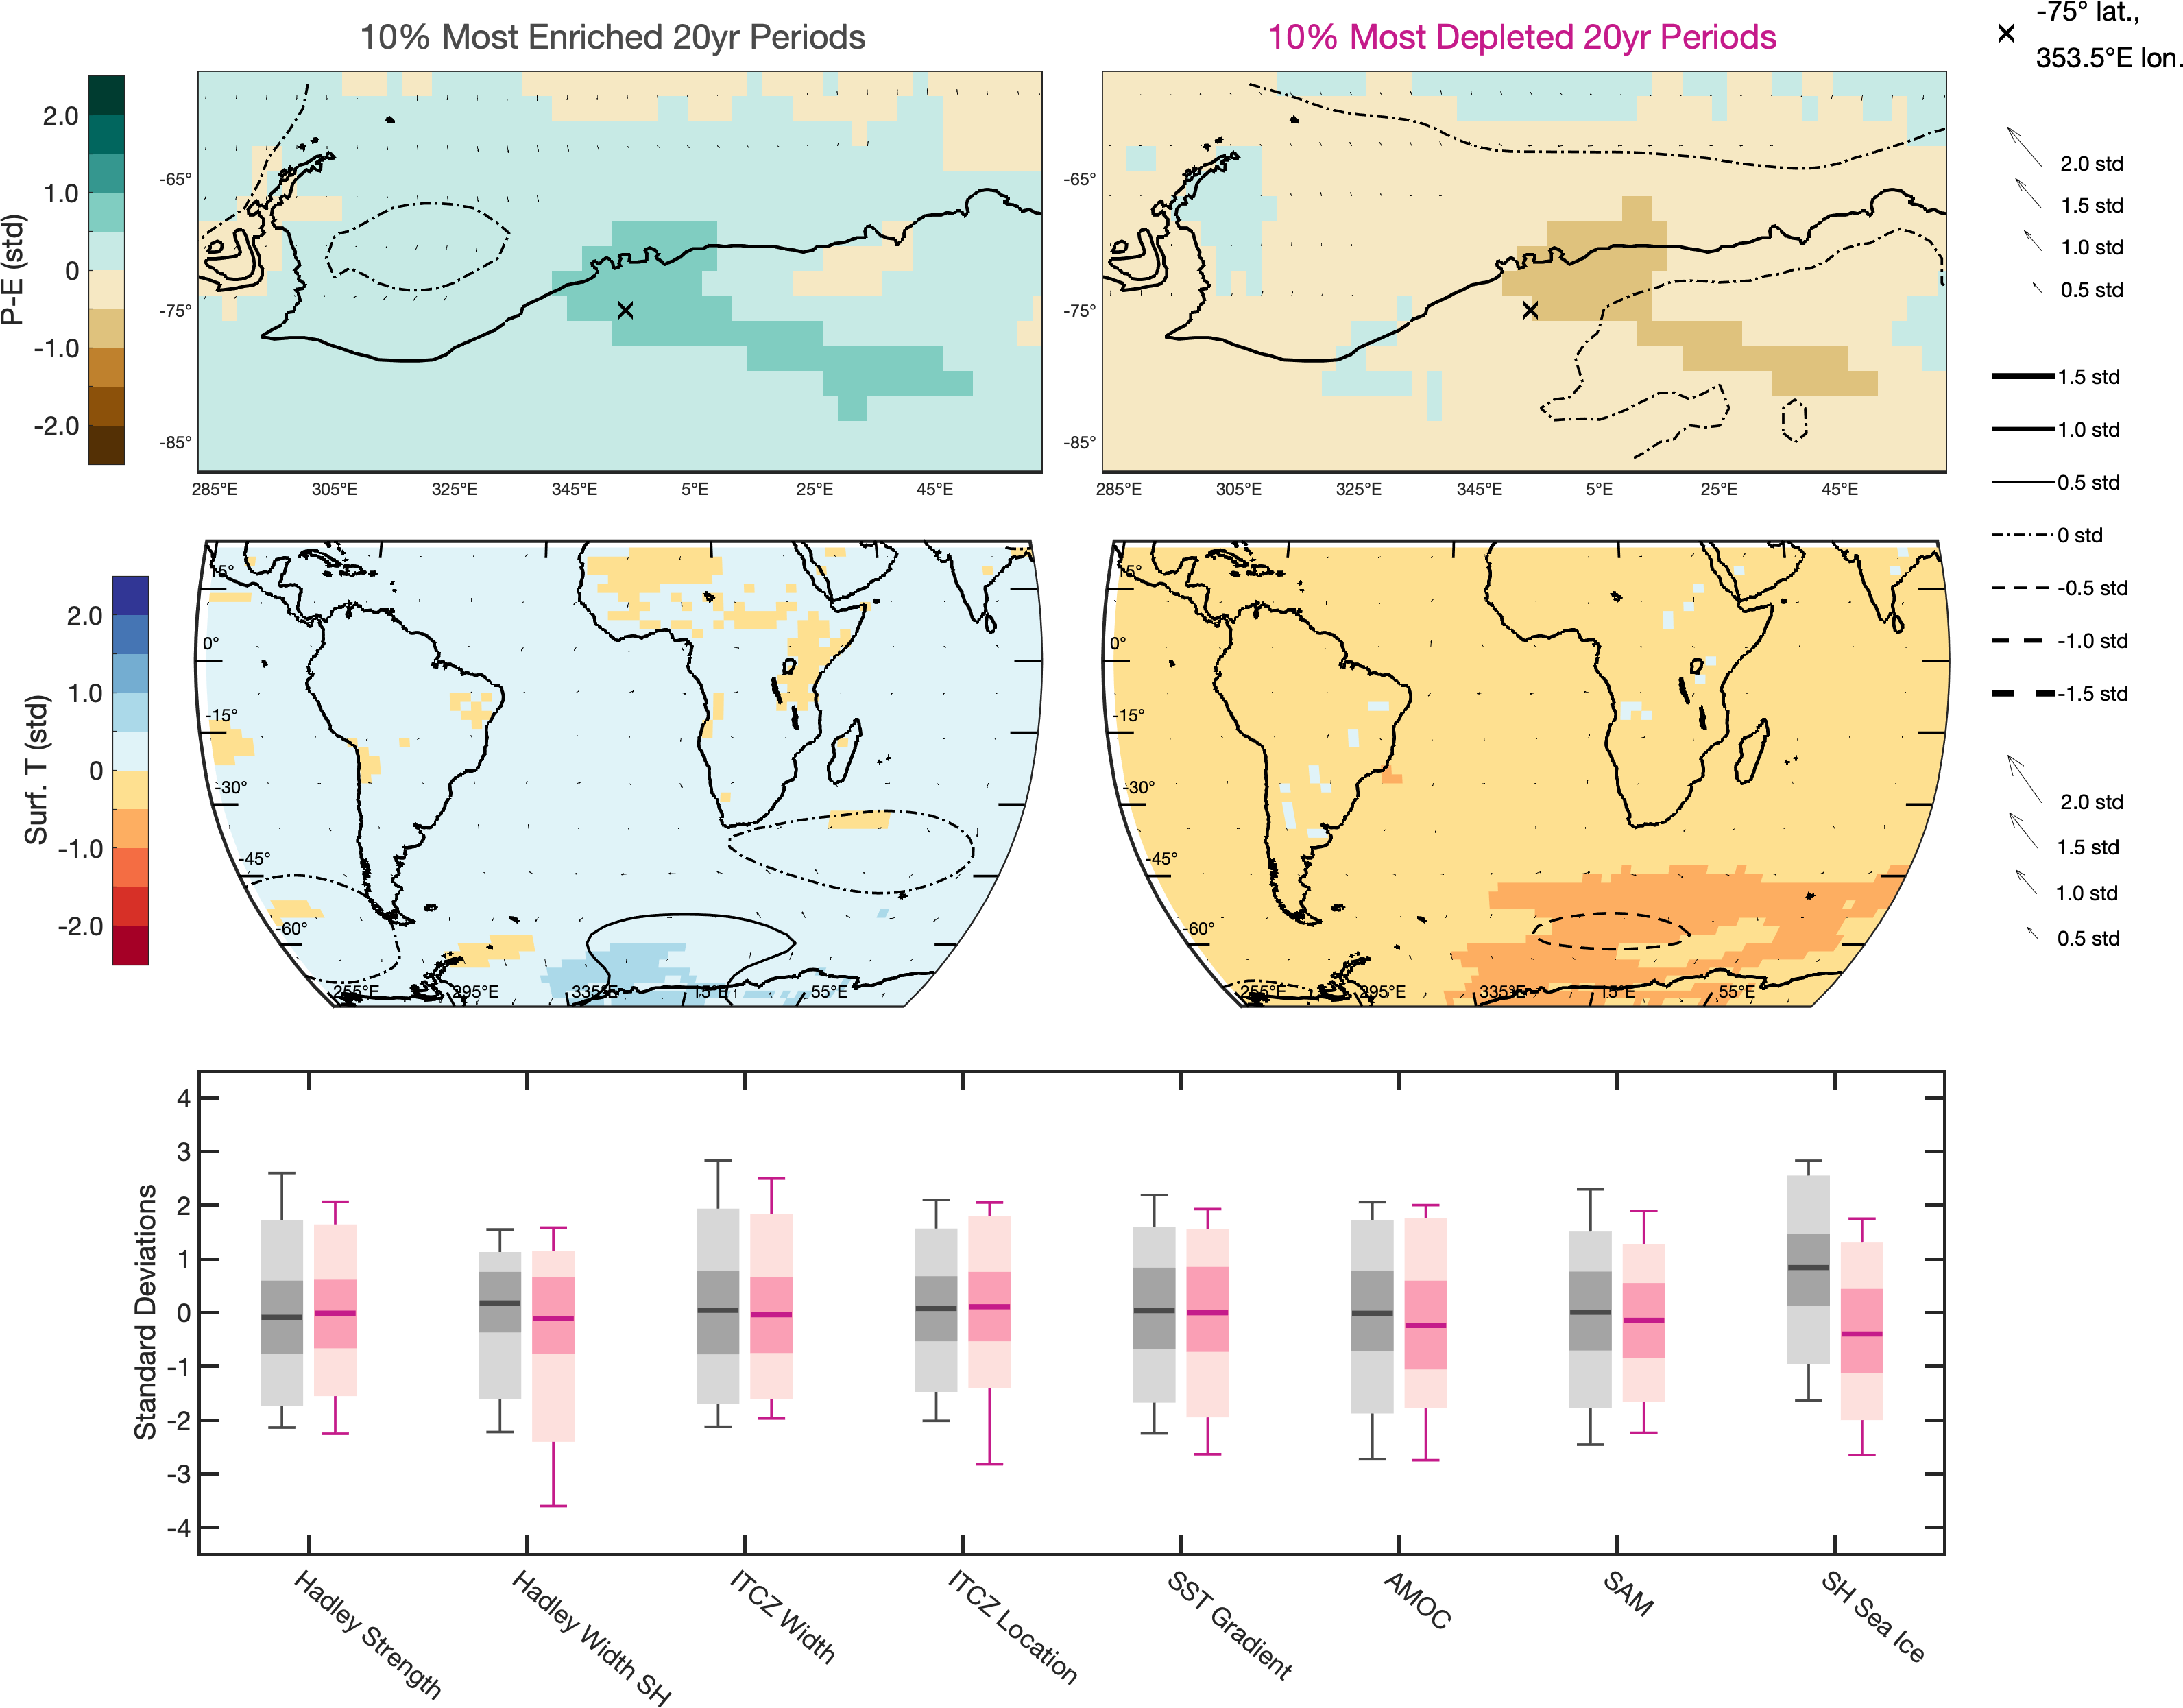 10% Most Enriched 20yr Periods
10% Most Depleted 20yr Periods
-75° lat.,
353.5°E lon.
P-E (std)
2.0
1.0
0
-1.0
-2.0
-65°
-75°
-85°
285°E 305°E 325°E 345°E 5°E 25°E 45°E
-65°
-75°
-85°
285°E 305°E 325°E 345°E 5°E 25°E 45°E
2.0 std
1.5 std
1.0 std
0.5 std
1.5 std
1.0 std
0.5 std
0 std
-0.5 std
-1.0 std
-1.5 std
2.0 std
1.5 std
1.0 std
0.5 std
Surf. T (std)
2.0
1.0
0
-1.0
-2.0
15°
0°
-15°
-30°
-45°
-60°
255°E 295°E 335°E 15°E 55°E
15°
0°
-15°
-30°
-45°
-60°
255°E 295°E 335°E 15°E 55°E
Standard Deviations
4
3
2
1
0
-1
-2
-3
-4
Hadley Strength
Hadley Width SH
ITCZ Width
ITCZ Location
SST Gradient
AMOC
SAM
SH Sea Ice